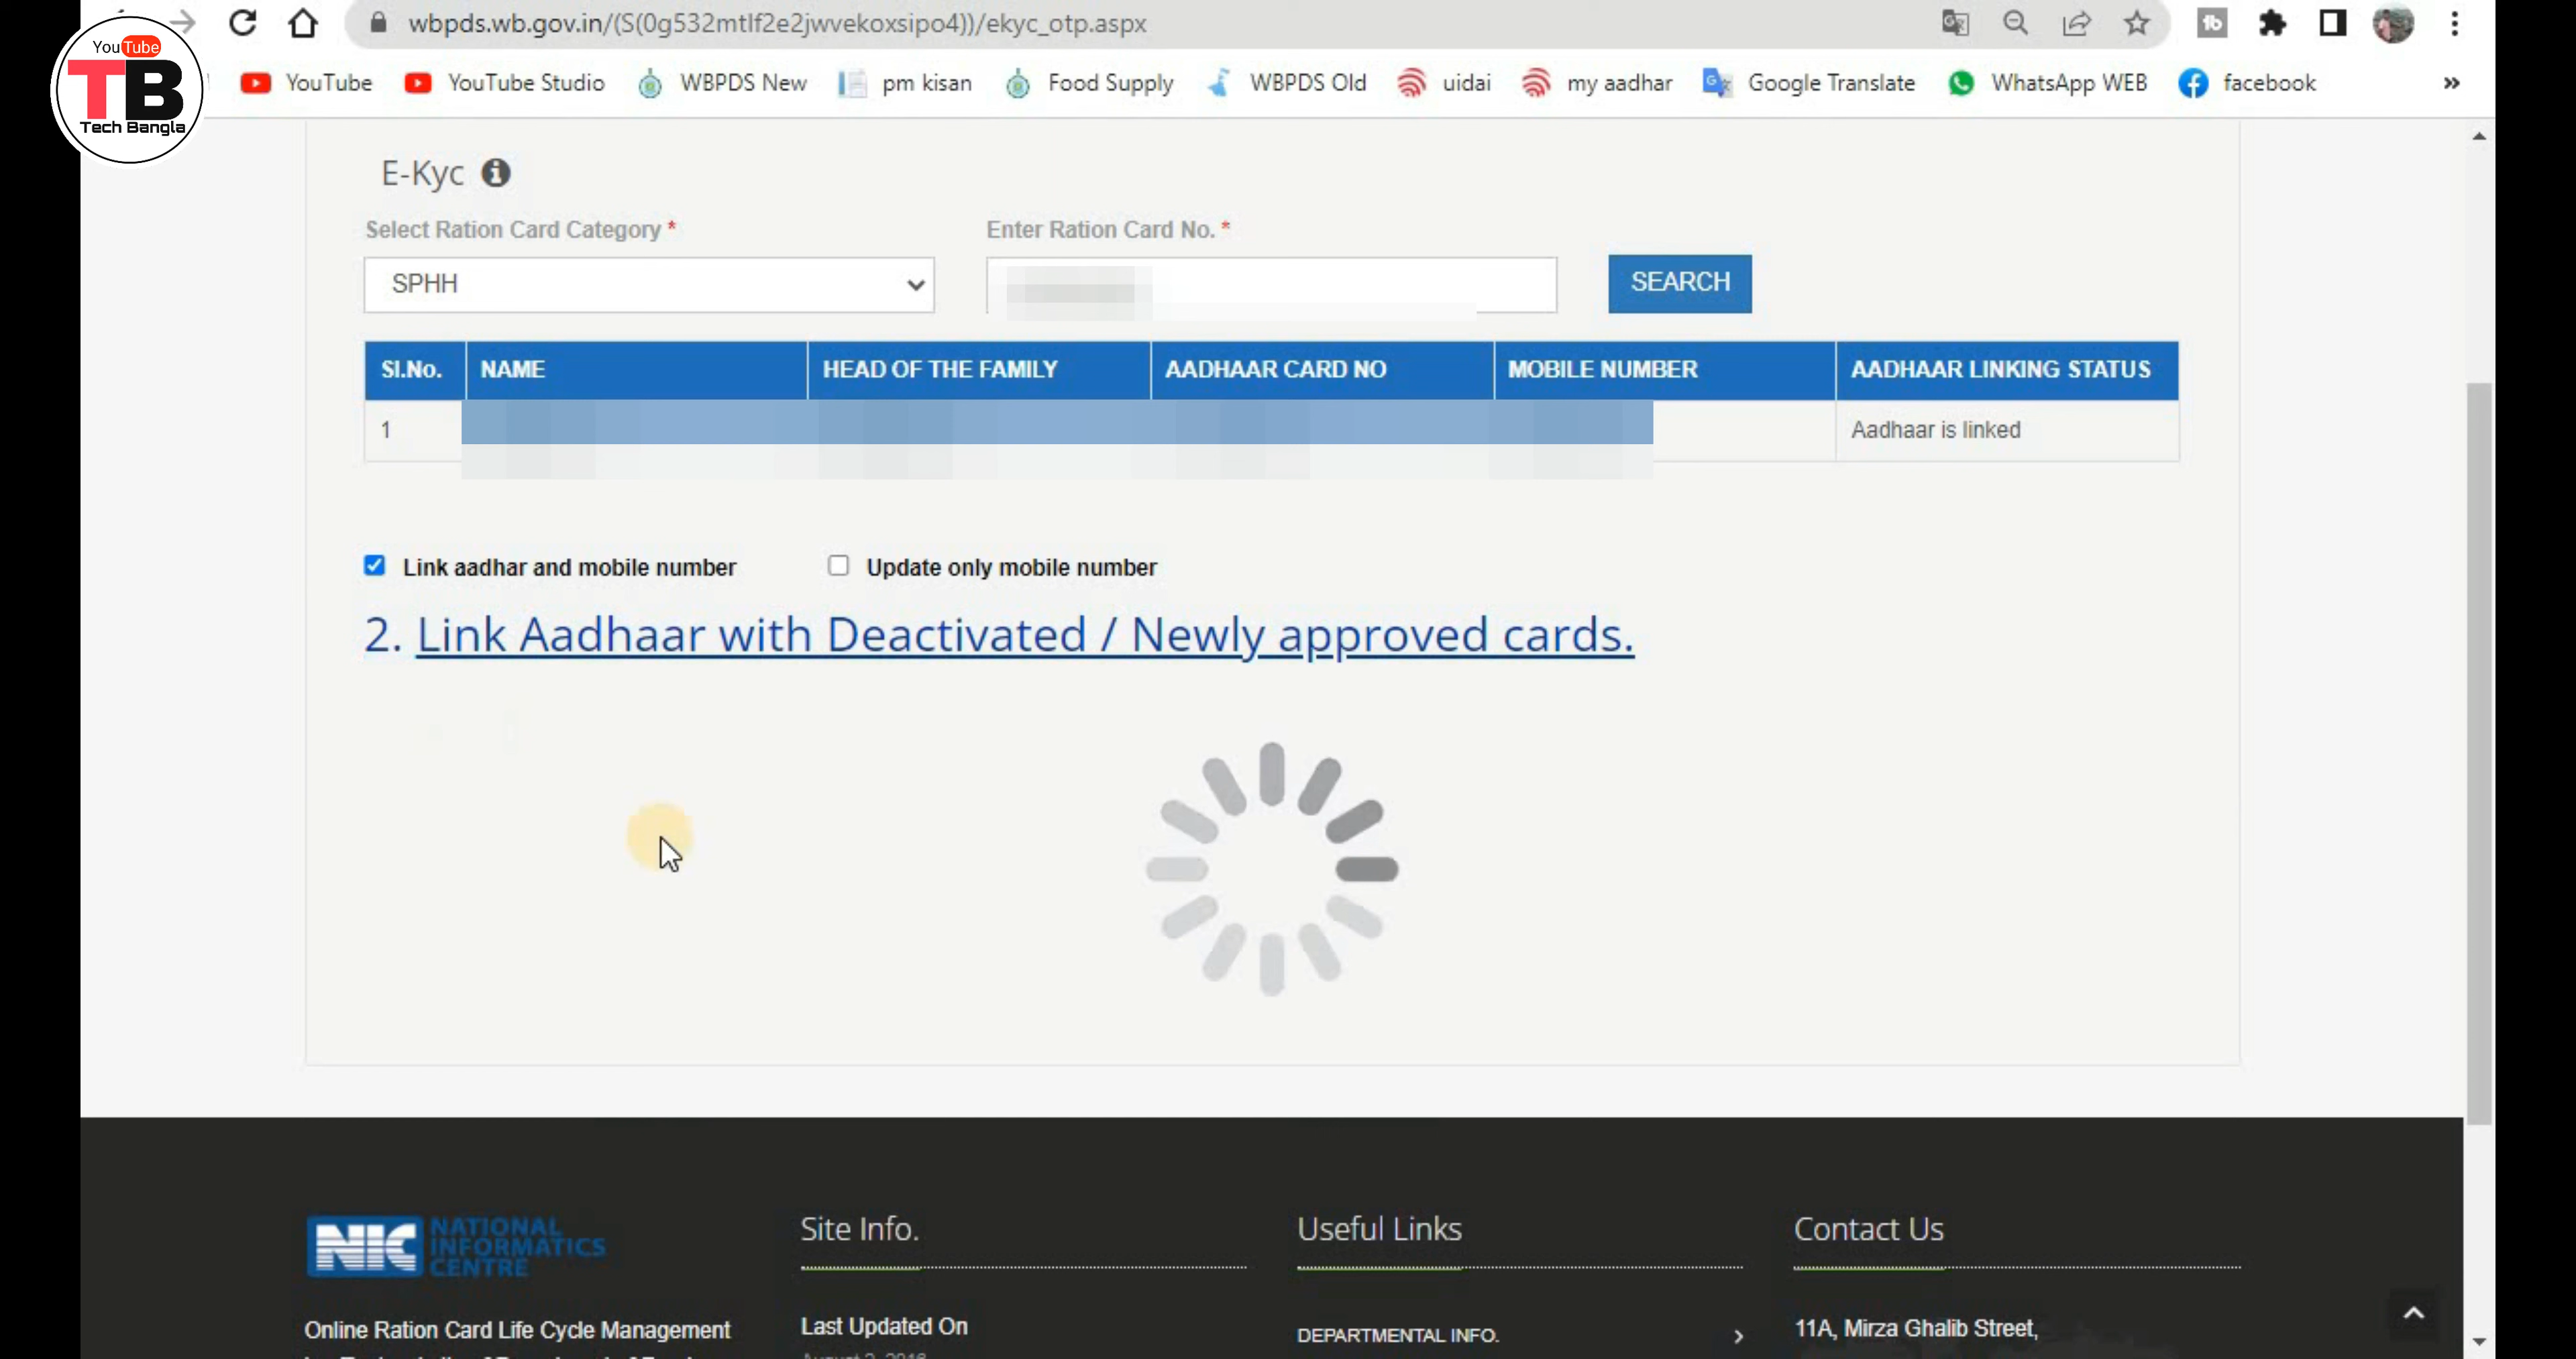 wbpds.wb.gov.in/(S(0g532mtlf2e2jwvekoxsipo4))/ekyc_otp.aspx
YouTube
TB
Tech Bangla
YouTube YouTube Studio WBPDS New pm kisan Food Supply WBPDS Old uidai my aadhar Google Translate WhatsApp WEB facebook »
E-Kyc
Select Ration Card Category * Enter Ration Card No. *
SPHH SEARCH
Sl.No. NAME HEAD OF THE FAMILY AADHAAR CARD NO MOBILE NUMBER AADHAAR LINKING STATUS
1 Aadhaar is linked
Link aadhar and mobile number Update only mobile number
2. Link Aadhaar with Deactivated / Newly approved cards.
NIC NATIONAL INFORMATICS CENTRE
Site Info. Useful Links Contact Us
Online Ration Card Life Cycle Management Last Updated On DEPARTMENTAL INFO. 11A, Mirza Ghalib Street,